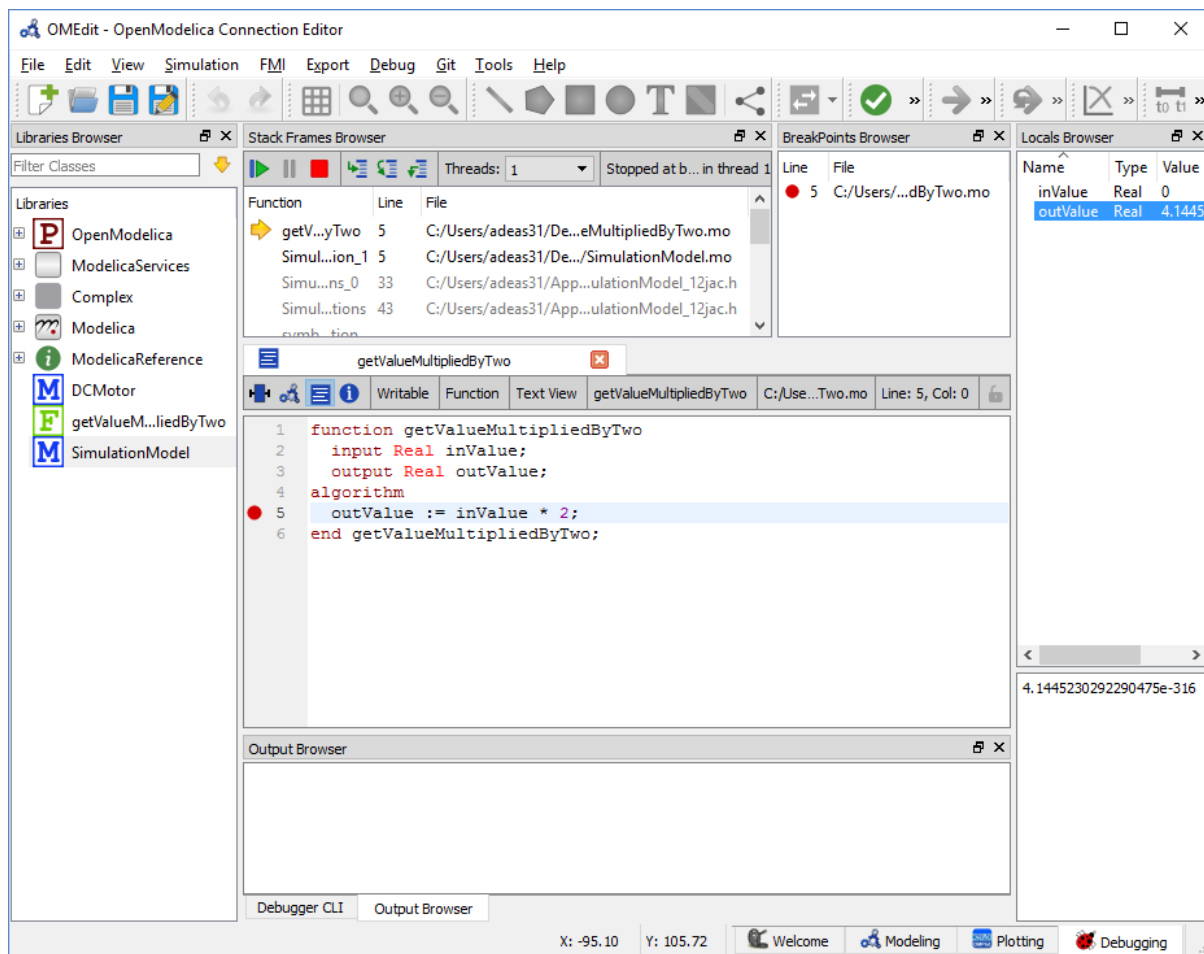 OMEdit - OpenModelica Connection Editor
File Edit View Simulation FMI Export Debug Git Tools Help
T » » » » t0 t1 »
Libraries Browser
Filter Classes
Libraries
P OpenModelica
ModelicaServices
Complex
Modelica
i ModelicaReference
M DCMotor
F getValueM...liedByTwo
M SimulationModel
Stack Frames Browser
Threads: 1 Stopped at b... in thread 1
Function Line File
getV...yTwo 5 C:/Users/adeas31/De...eMultipliedByTwo.mo
Simul...ion_1 5 C:/Users/adeas31/De.../SimulationModel.mo
Simu...ns_0 33 C:/Users/adeas31/App...ulationModel_12jac.h
Simul...tions 43 C:/Users/adeas31/App...ulationModel_12jac.h
BreakPoints Browser
Line File
5 C:/Users/...dByTwo.mo
Locals Browser
Name Type Value
inValue Real 0
outValue Real 4.1445
4.1445230292290475e-316
getValueMultipliedByTwo
Writable Function Text View getValueMultipliedByTwo C:/Use...Two.mo Line: 5, Col: 0
1 function getValueMultipliedByTwo
2 input Real inValue;
3 output Real outValue;
4 algorithm
5 outValue := inValue * 2;
6 end getValueMultipliedByTwo;
Output Browser
Debugger CLI Output Browser
X: -95.10 Y: 105.72 Welcome Modeling Plotting Debugging